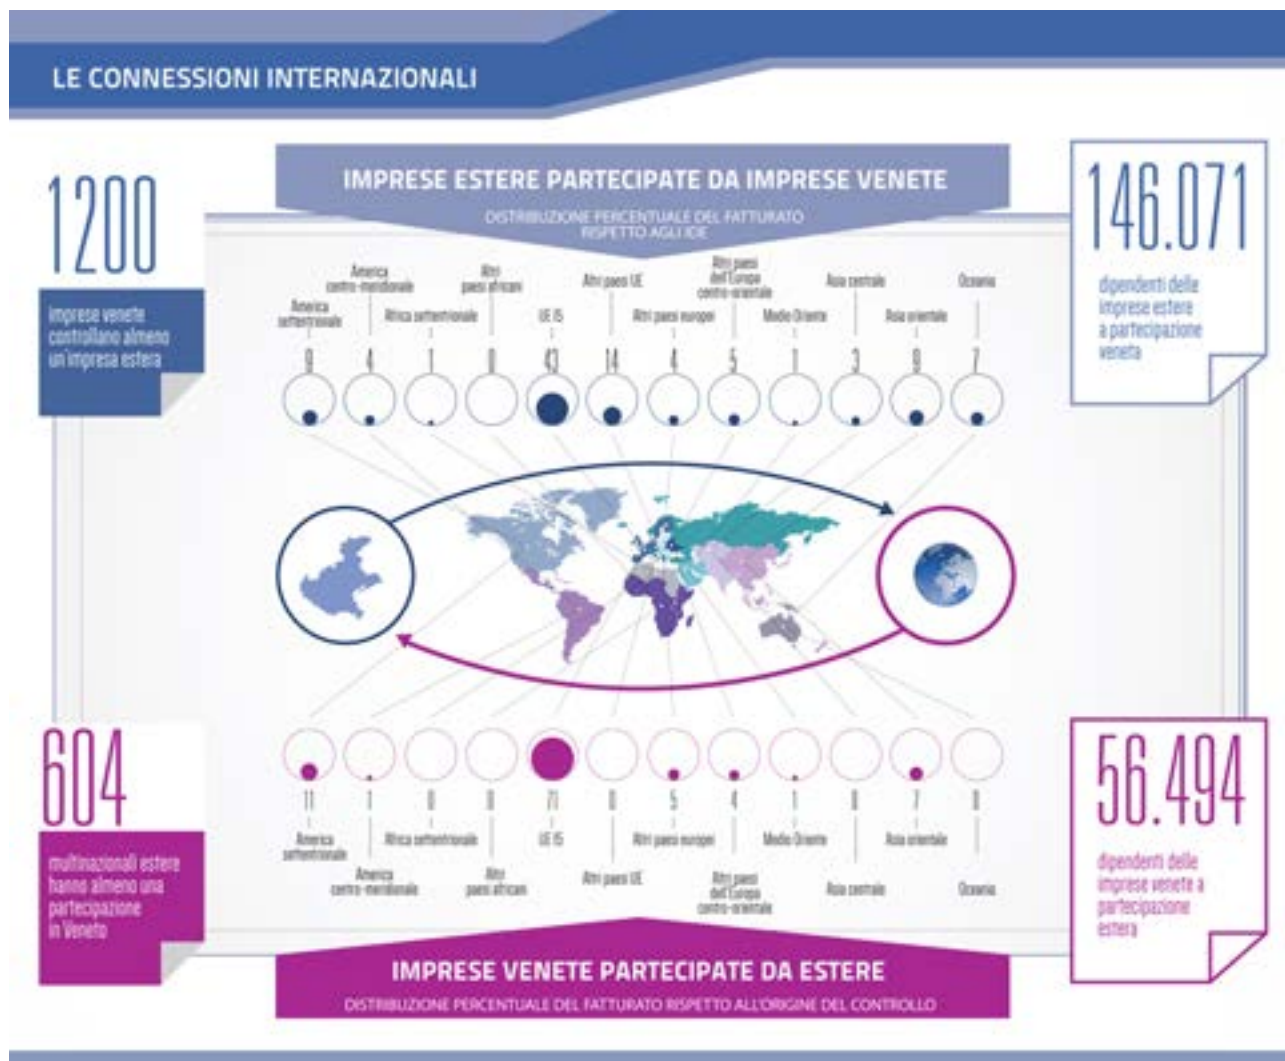 LE CONNESSIONI INTERNAZIONALI
1200
imprese venete
controllano almeno
un'impresa estera
IMPRESE ESTERE PARTECIPATE DA IMPRESE VENETE
DISTRIBUZIONE PERCENTUALE DEL FATTURATO
RISPETTO AGLI IDE
146.071
dipendenti delle
imprese estere
a partecipazione
veneta
America
settentrionale
America
centro-meridionale
Africa settentrionale
Altri
paesi africani
UE 15
Altri paesi UE
Altri paesi europei
Altri paesi
dell'Europa
centro-orientale
Medio Oriente
Asia centrale
Asia orientale
Oceania
9 4 1 0 43 14 4 5 1 3 9 7
604
multinazionali estere
hanno almeno una
partecipazione
in Veneto
11 1 0 0 71 0 5 4 1 0 7 0
America
settentrionale
America
centro-meridionale
Africa settentrionale
Altri
paesi africani
UE 15
Altri paesi UE
Altri paesi europei
Altri paesi
dell'Europa
centro-orientale
Medio Oriente
Asia centrale
Asia orientale
Oceania
56.494
dipendenti delle
imprese venete a
partecipazione
estera
IMPRESE VENETE PARTECIPATE DA ESTERE
DISTRIBUZIONE PERCENTUALE DEL FATTURATO RISPETTO ALL'ORIGINE DEL CONTROLLO